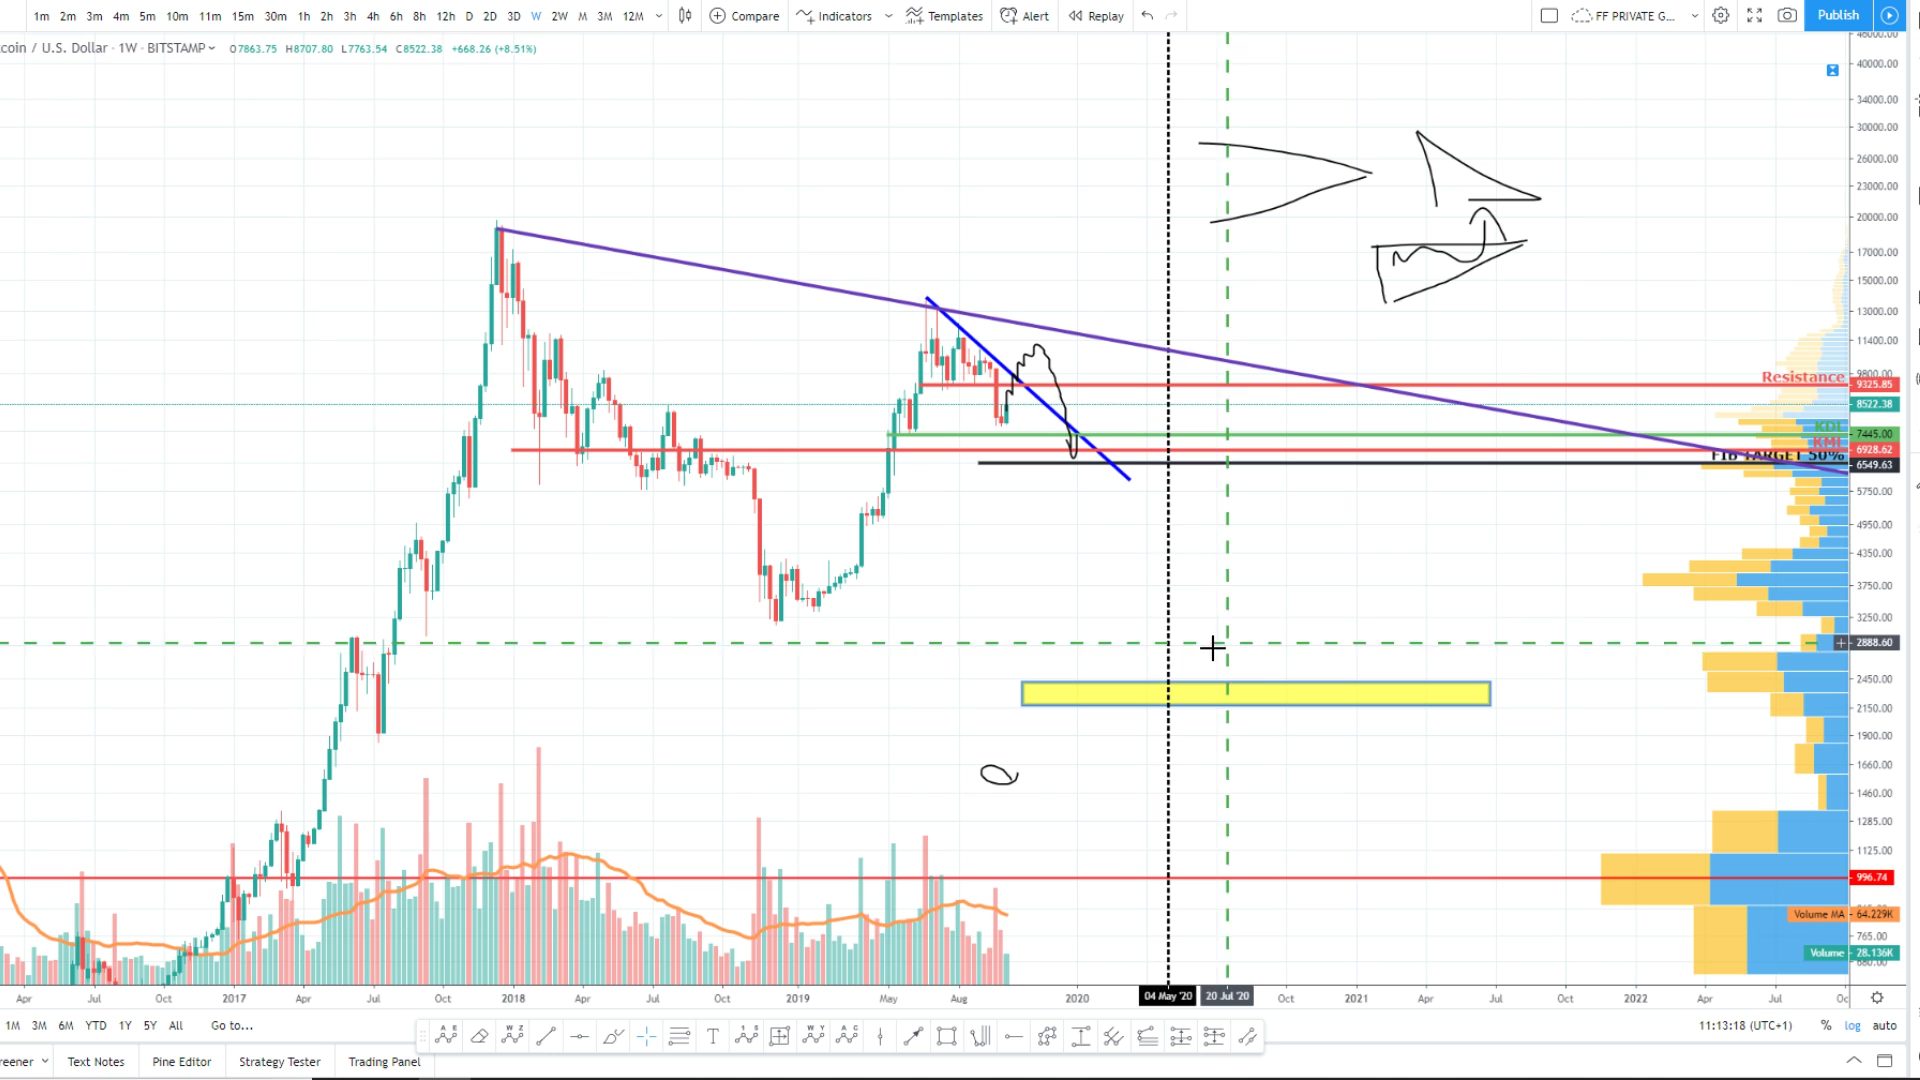 1m 2m 3m 4m 5m 10m 11m 15m 30m 1h 2h 3h 4h 6h 8h 12h D 2D 3D W 2W M 3M 12M Compare Indicators Templates Alert Replay FF PRIVATE G... Publish
coin / U.S. Dollar · 1W · BITSTAMP O7863.75 H8707.80 L7763.54 C8522.38 +668.26 (+8.51%)
40000.00
34000.00
30000.00
26000.00
23000.00
20000.00
17000.00
15000.00
13000.00
11400.00
9800.00
Resistance 9325.85
8522.38
KDL 7445.00
KML 6928.62
FIB TARGET 50% 6549.63
5750.00
4950.00
4350.00
3750.00
3250.00
2888.60
2450.00
2150.00
1900.00
1660.00
1460.00
1285.00
1125.00
996.74
Volume MA 64.229K
765.00
Volume 28.136K
680.00
Apr Jul Oct 2017 Apr Jul Oct 2018 Apr Jul Oct 2019 May Aug 2020 04 May '20 20 Jul '20 Oct 2021 Apr Jul Oct 2022 Apr Jul Oc
1M 3M 6M YTD 1Y 5Y All Go to... 11:13:18 (UTC+1) % log auto
reener Text Notes Pine Editor Strategy Tester Trading Panel